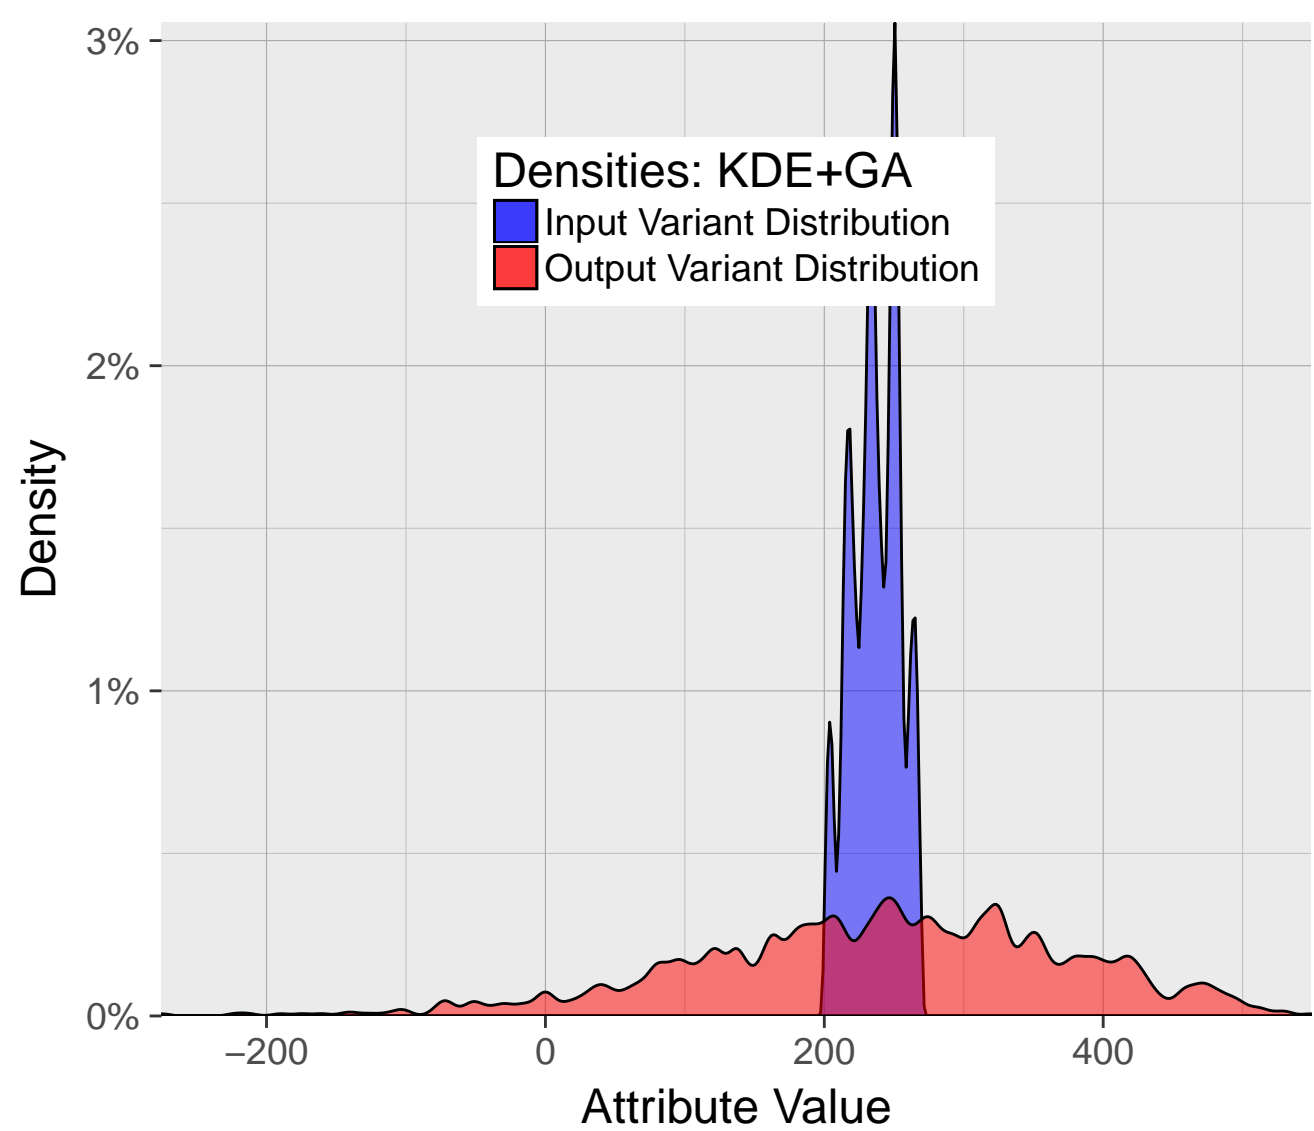 3%
Densities: KDE+GA
Input Variant Distribution
Output Variant Distribution
2%
Density
1%
0%
−200 0 200 400
Attribute Value